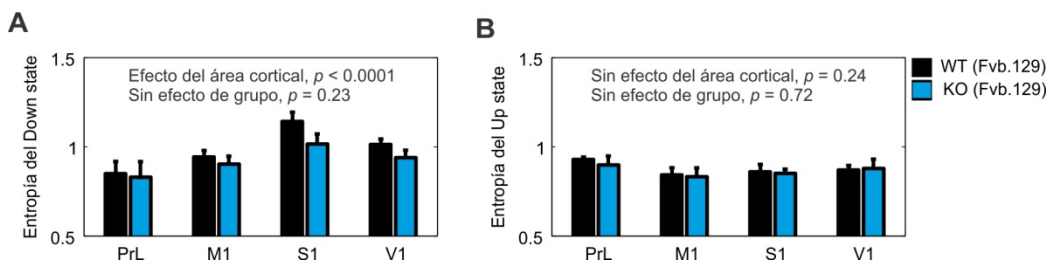 A
Entropía del Down state
1.5
1
0.5
Efecto del área cortical, p < 0.0001
Sin efecto de grupo, p = 0.23
PrL M1 S1 V1
B
Entropía del Up state
1.5
1
0.5
Sin efecto del área cortical, p = 0.24
Sin efecto de grupo, p = 0.72
PrL M1 S1 V1
WT (Fvb.129)
KO (Fvb.129)